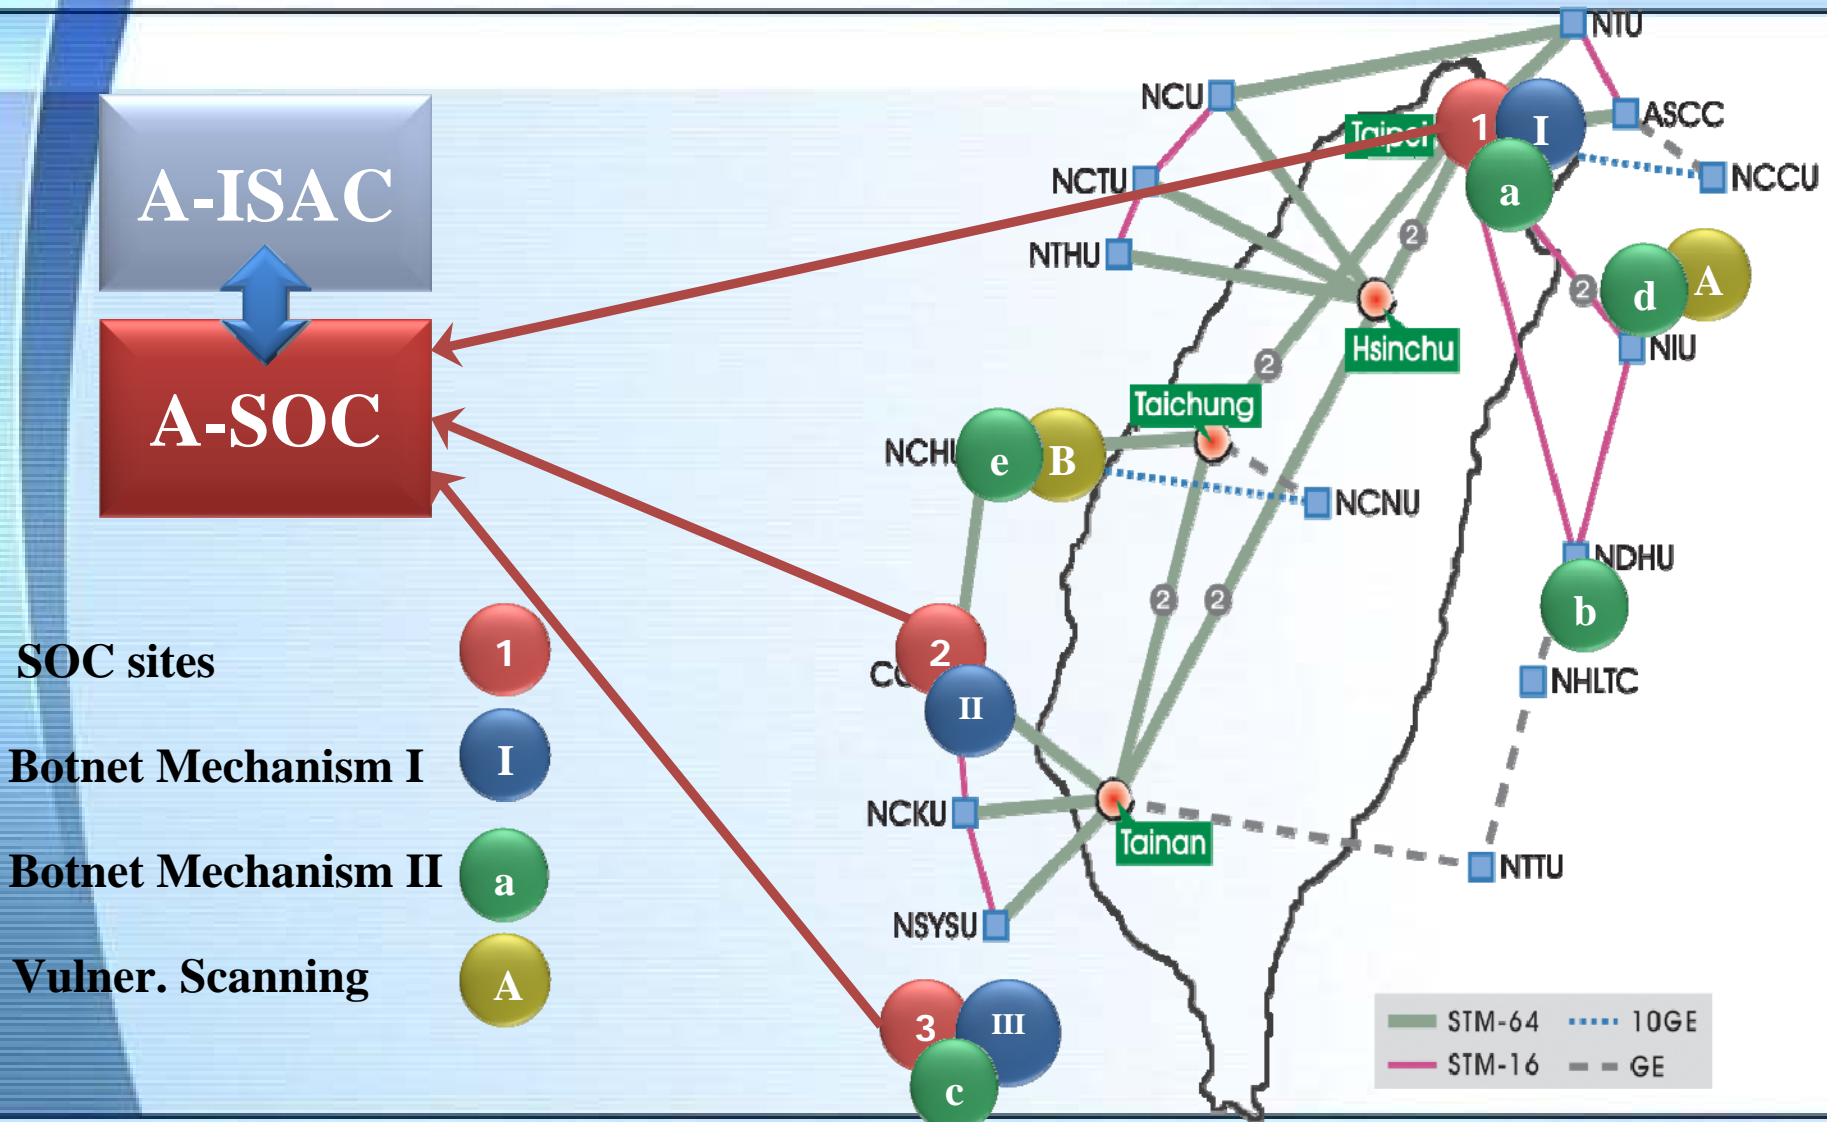 A-ISAC
A-SOC
SOC sites
1
Botnet Mechanism I
I
Botnet Mechanism II
a
Vulner. Scanning
A
NTU
NCU
ASCC
Taipei
1
I
NCTU
a
NCCU
NTHU
2
d
A
2
NIU
Hsinchu
2
Taichung
e
B
NCNU
NDHU
b
2
2
2
II
NHLTC
NCKU
Tainan
NTTU
NSYSU
3
III
c
STM-64
10GE
STM-16
GE